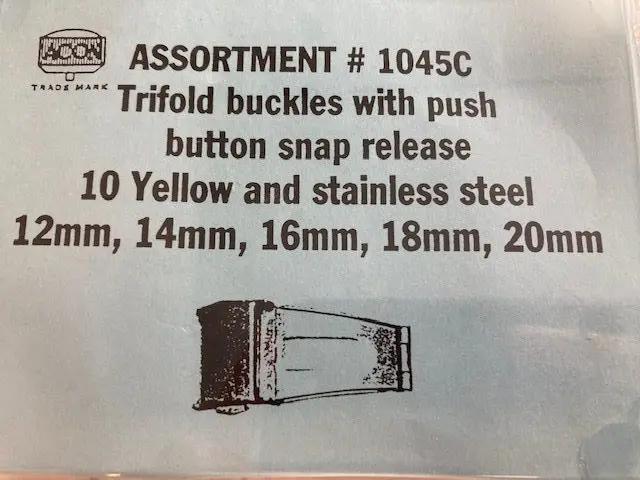 ASSORTMENT # 1045C
TRADE MARK
Trifold buckles with push
button snap release
10 Yellow and stainless steel
12mm, 14mm, 16mm, 18mm, 20mm